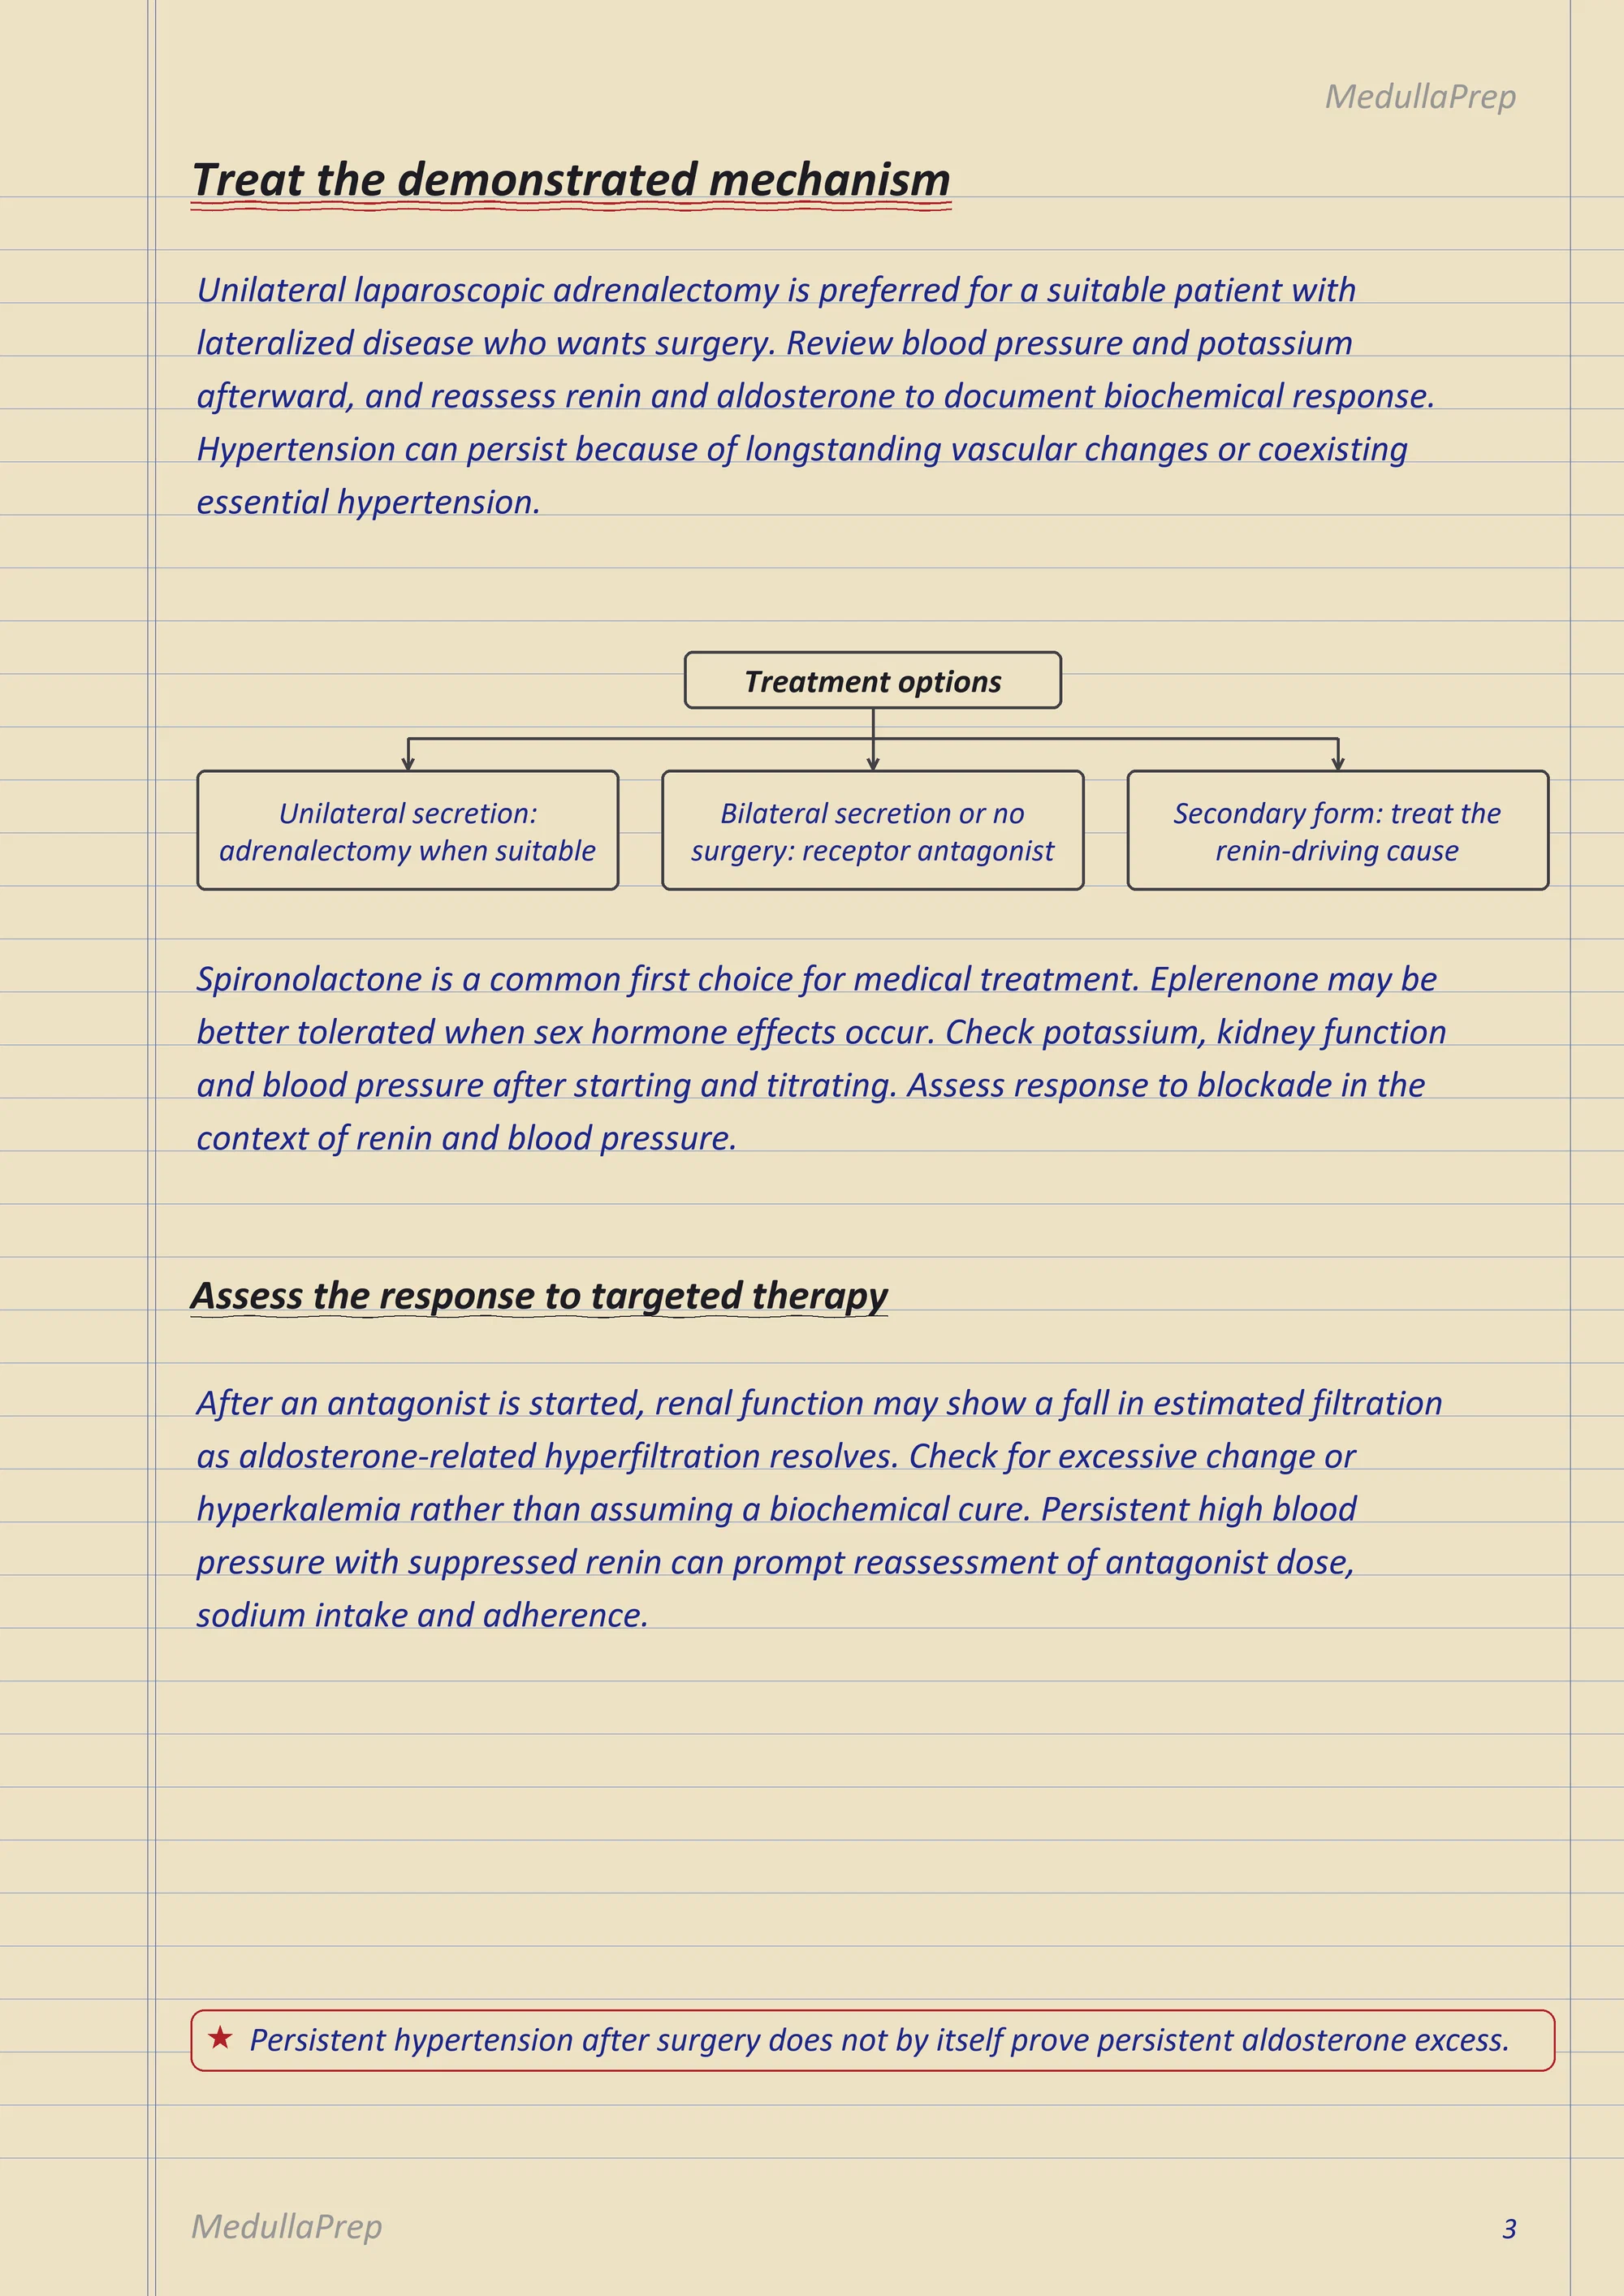 MedullaPrep
Treat the demonstrated mechanism
Unilateral laparoscopic adrenalectomy is preferred for a suitable patient with
lateralized disease who wants surgery. Review blood pressure and potassium
afterward, and reassess renin and aldosterone to document biochemical response.
Hypertension can persist because of longstanding vascular changes or coexisting
essential hypertension.
Treatment options
Unilateral secretion:
adrenalectomy when suitable
Bilateral secretion or no
surgery: receptor antagonist
Secondary form: treat the
renin-driving cause
Spironolactone is a common first choice for medical treatment. Eplerenone may be
better tolerated when sex hormone effects occur. Check potassium, kidney function
and blood pressure after starting and titrating. Assess response to blockade in the
context of renin and blood pressure.
Assess the response to targeted therapy
After an antagonist is started, renal function may show a fall in estimated filtration
as aldosterone-related hyperfiltration resolves. Check for excessive change or
hyperkalemia rather than assuming a biochemical cure. Persistent high blood
pressure with suppressed renin can prompt reassessment of antagonist dose,
sodium intake and adherence.
★ Persistent hypertension after surgery does not by itself prove persistent aldosterone excess.
MedullaPrep
3